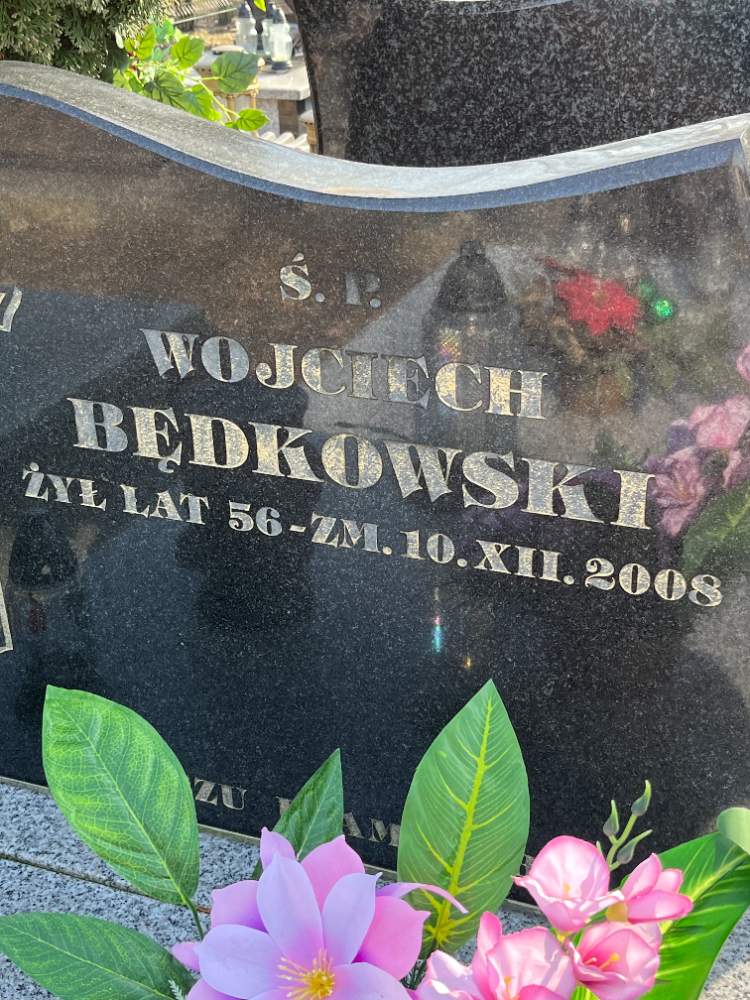 Ś. P.
WOJCIECH
BĘDKOWSKI
ŻYŁ LAT 56 - ZM. 10. XII. 2008